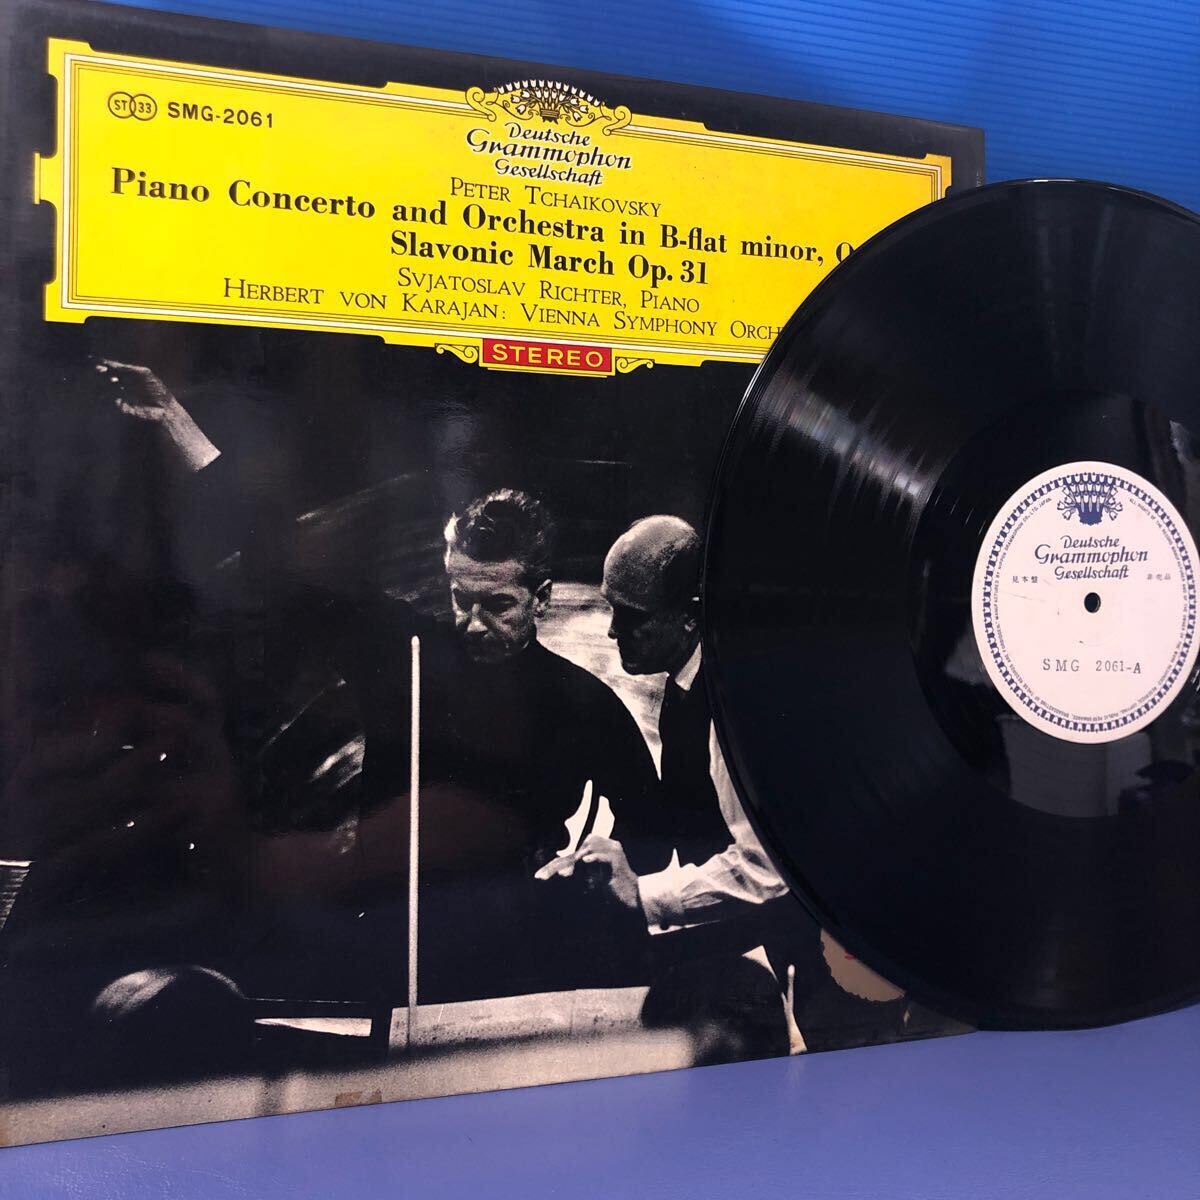 ST 33 SMG-2061
Deutsche
Grammophon
Gesellschaft
PETER TCHAIKOVSKY
Piano Concerto and Orchestra in B-flat minor, O
Slavonic March Op. 31
SVJATOSLAV RICHTER, PIANO
HERBERT VON KARAJAN: VIENNA SYMPHONY ORCH
STEREO
Deutsche
Grammophon
Gesellschaft
見本盤 非売品
SMG 2061-A